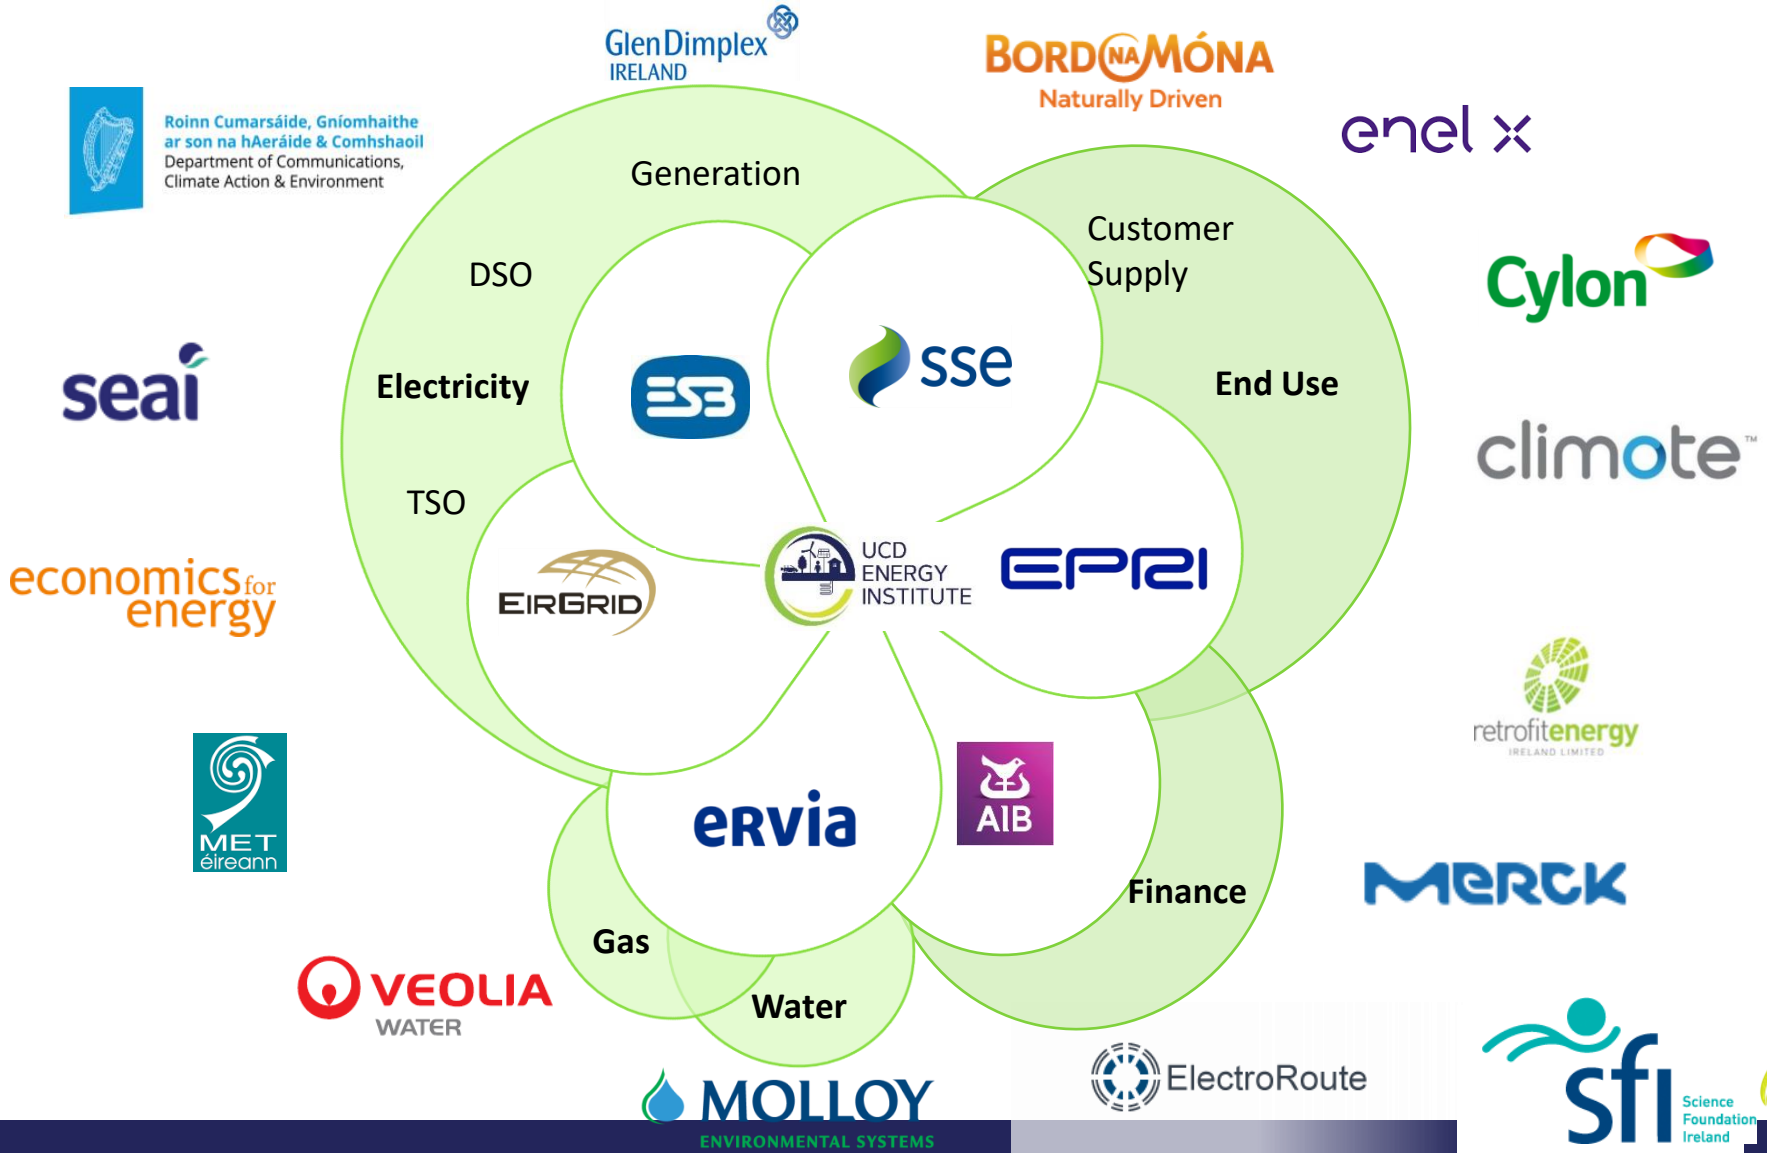 GlenDimplex
IRELAND
BORD NA MÓNA
Naturally Driven
enel x
Roinn Cumarsáide, Gníomhaithe
ar son na hAeráide & Comhshaoil
Department of Communications,
Climate Action & Environment
Generation
Customer
Supply
DSO
Cylon
seai
Electricity
ESB
sse
End Use
climote™
TSO
economics for
energy
EIRGRID
UCD
ENERGY
INSTITUTE
EPRI
retrofitenergy
IRELAND LIMITED
MET
éireann
ervia
AIB
MERCK
Finance
Gas
VEOLIA
WATER
Water
ElectroRoute
MOLLOY
ENVIRONMENTAL SYSTEMS
sfi
Science
Foundation
Ireland